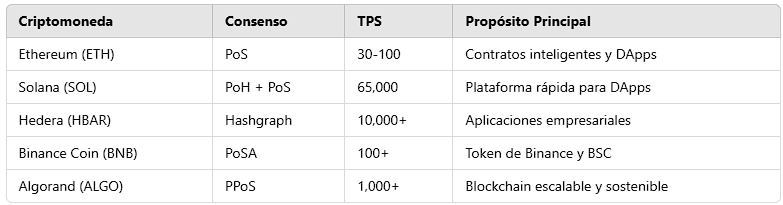 Criptomoneda Consenso TPS Propósito Principal
Ethereum (ETH) PoS 30-100 Contratos inteligentes y DApps
Solana (SOL) PoH + PoS 65,000 Plataforma rápida para DApps
Hedera (HBAR) Hashgraph 10,000+ Aplicaciones empresariales
Binance Coin (BNB) PoSA 100+ Token de Binance y BSC
Algorand (ALGO) PPoS 1,000+ Blockchain escalable y sostenible